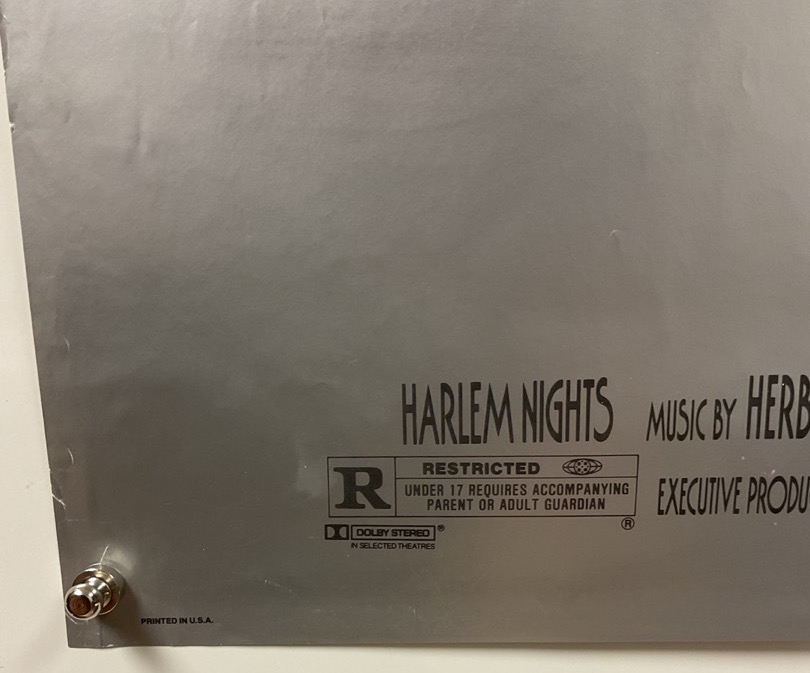 HARLEM NIGHTS MUSIC BY HERB
R RESTRICTED
UNDER 17 REQUIRES ACCOMPANYING
PARENT OR ADULT GUARDIAN
EXECUTIVE PRODU
®
DOLBY STEREO ®
IN SELECTED THEATRES
PRINTED IN U.S.A.